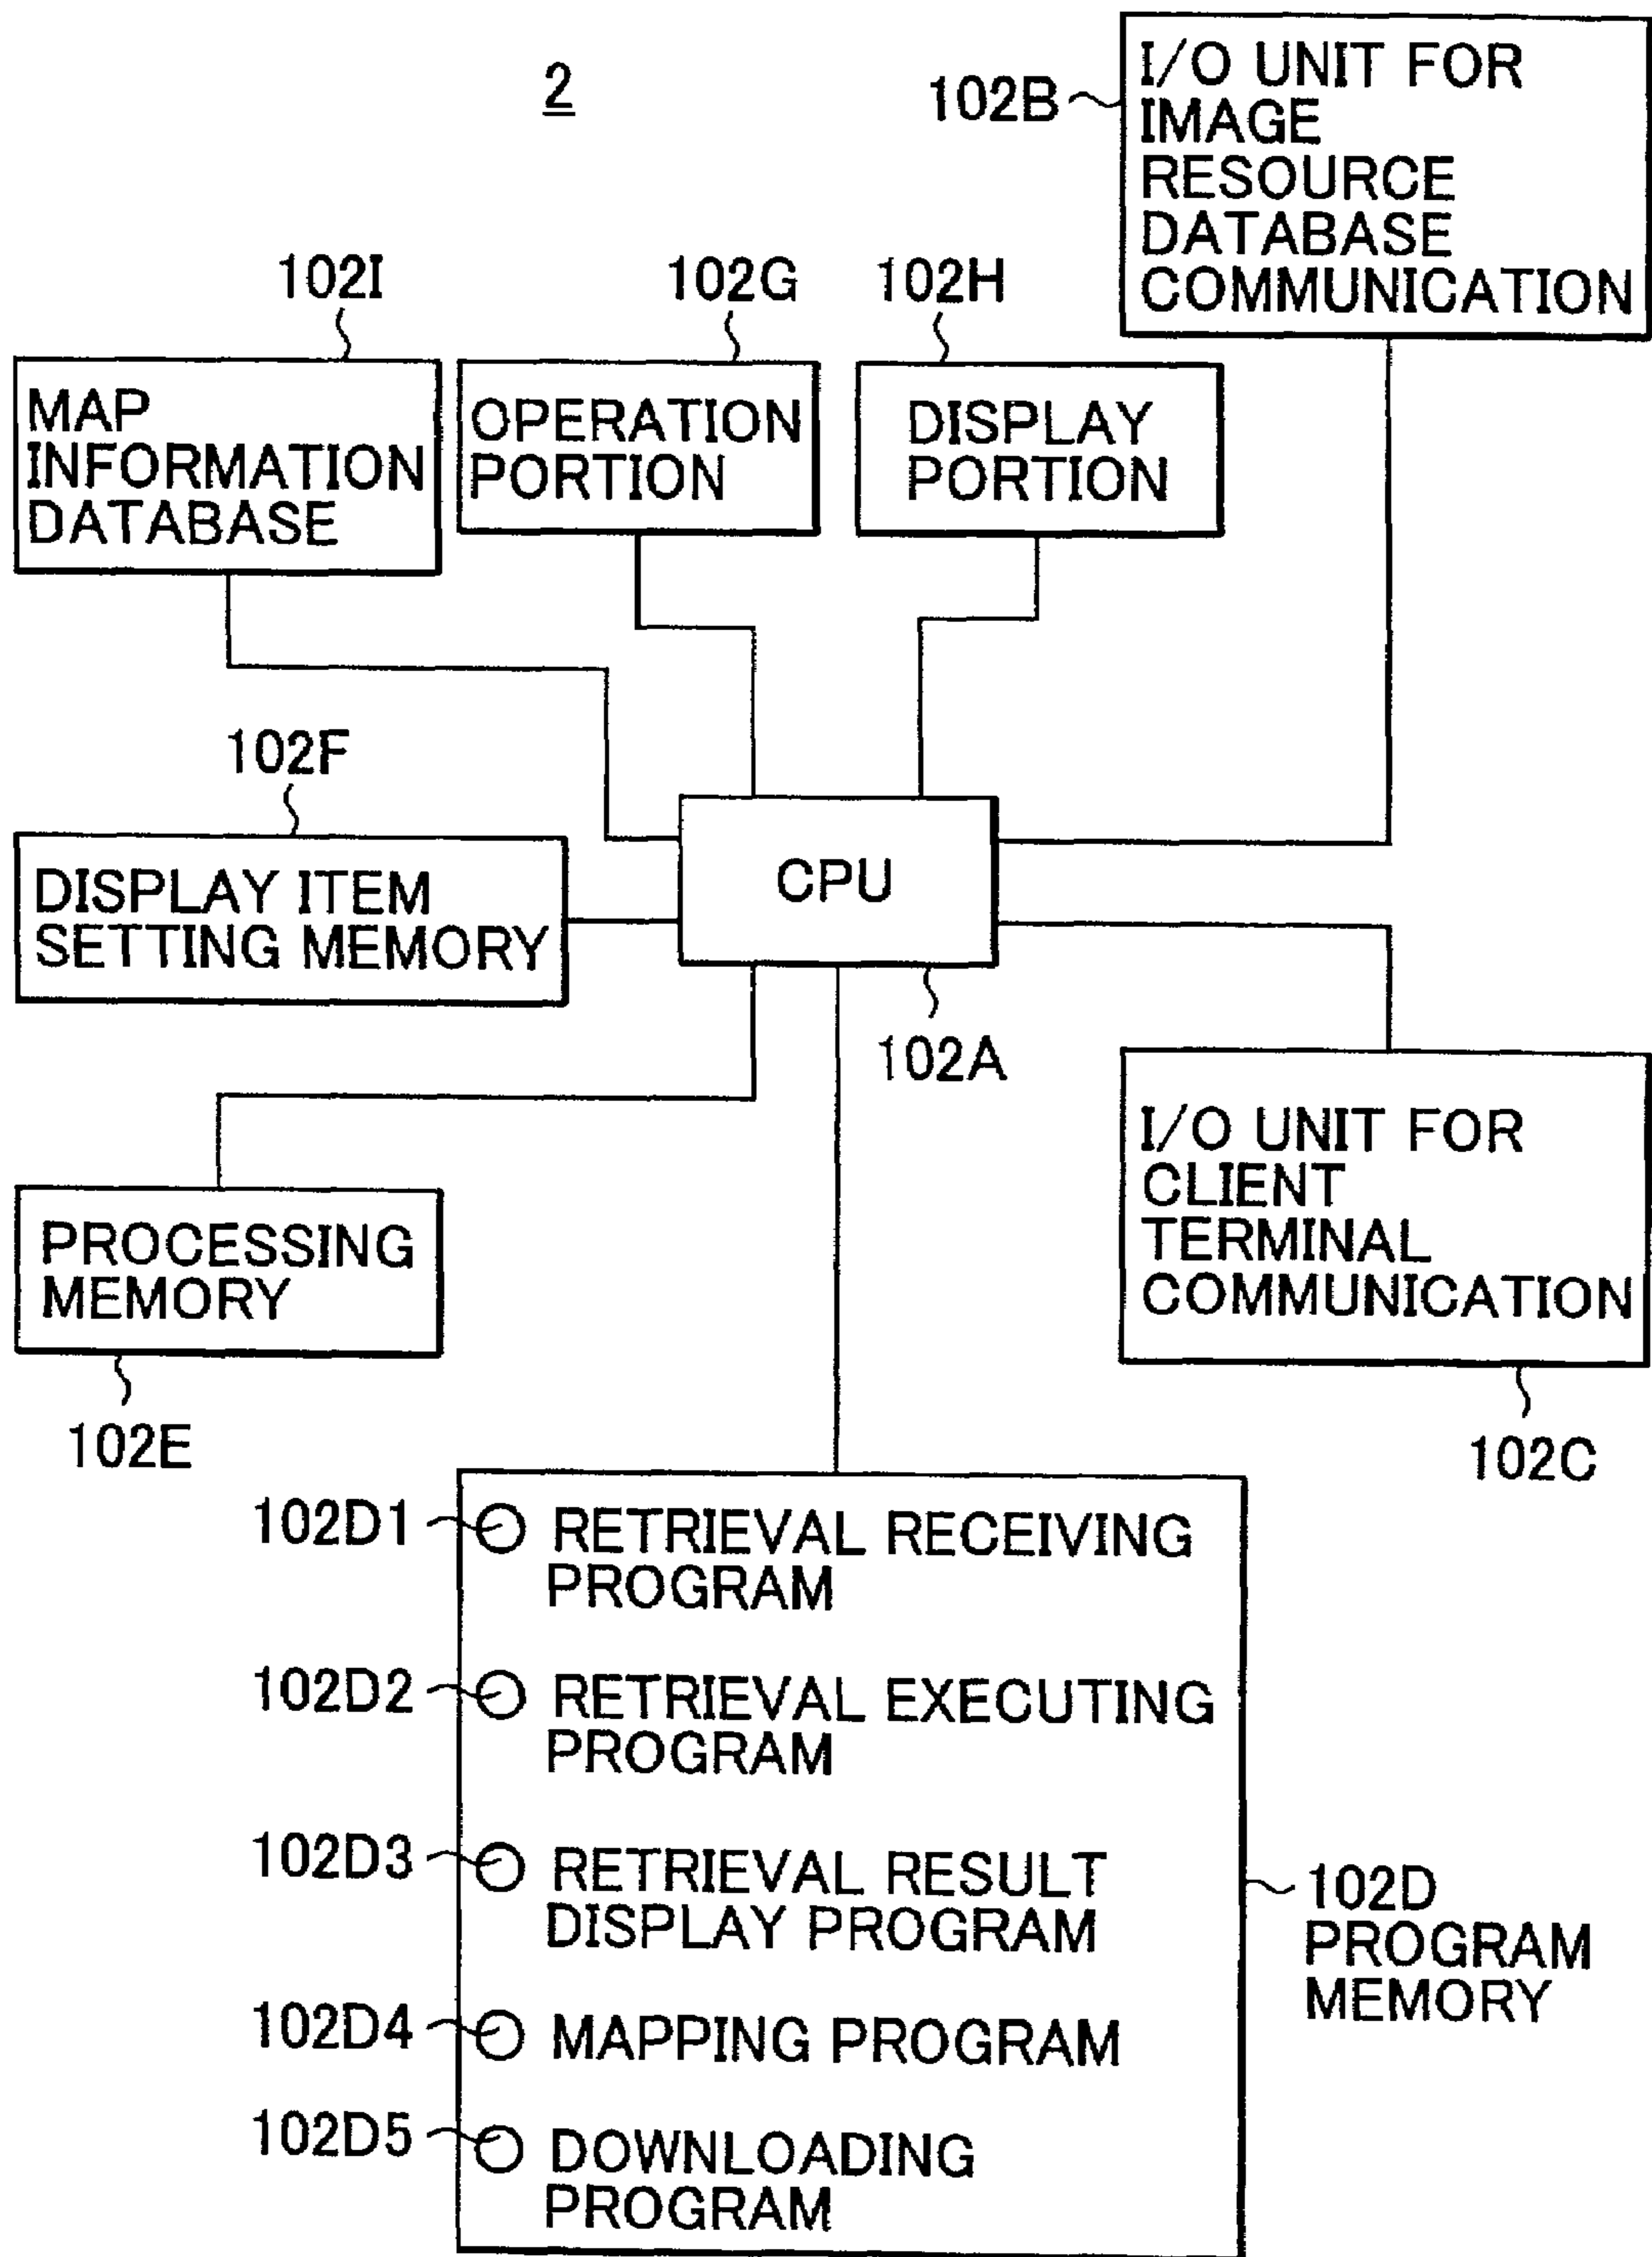 2
102B
I/O UNIT FOR
IMAGE
RESOURCE
DATABASE
COMMUNICATION
102I
102G
102H
MAP
INFORMATION
DATABASE
OPERATION
PORTION
DISPLAY
PORTION
102F
DISPLAY ITEM
SETTING MEMORY
CPU
102A
I/O UNIT FOR
CLIENT
TERMINAL
COMMUNICATION
102C
PROCESSING
MEMORY
102E
102D1
RETRIEVAL RECEIVING
PROGRAM
102D2
RETRIEVAL EXECUTING
PROGRAM
102D3
RETRIEVAL RESULT
DISPLAY PROGRAM
102D4
MAPPING PROGRAM
102D5
DOWNLOADING
PROGRAM
102D
PROGRAM
MEMORY